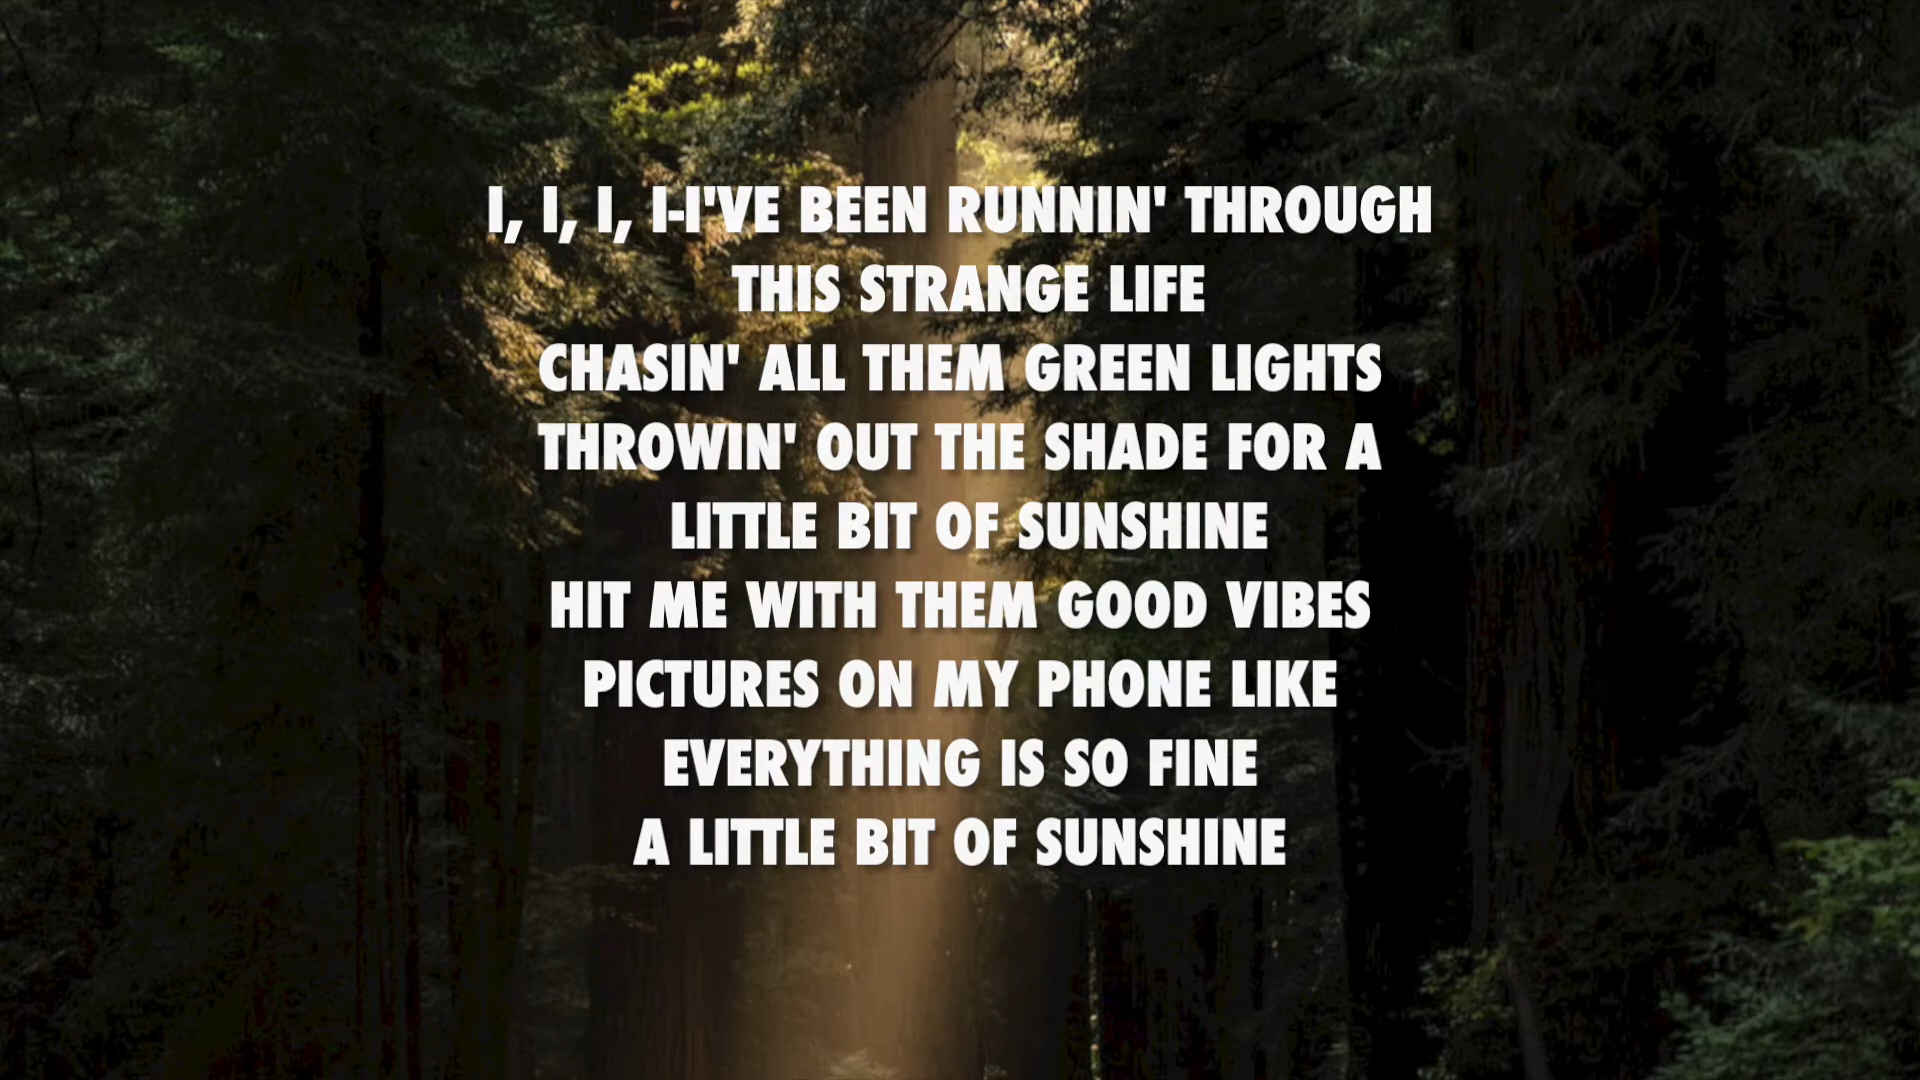 I, I, I, I-I'VE BEEN RUNNIN' THROUGH
THIS STRANGE LIFE
CHASIN' ALL THEM GREEN LIGHTS
THROWIN' OUT THE SHADE FOR A
LITTLE BIT OF SUNSHINE
HIT ME WITH THEM GOOD VIBES
PICTURES ON MY PHONE LIKE
EVERYTHING IS SO FINE
A LITTLE BIT OF SUNSHINE